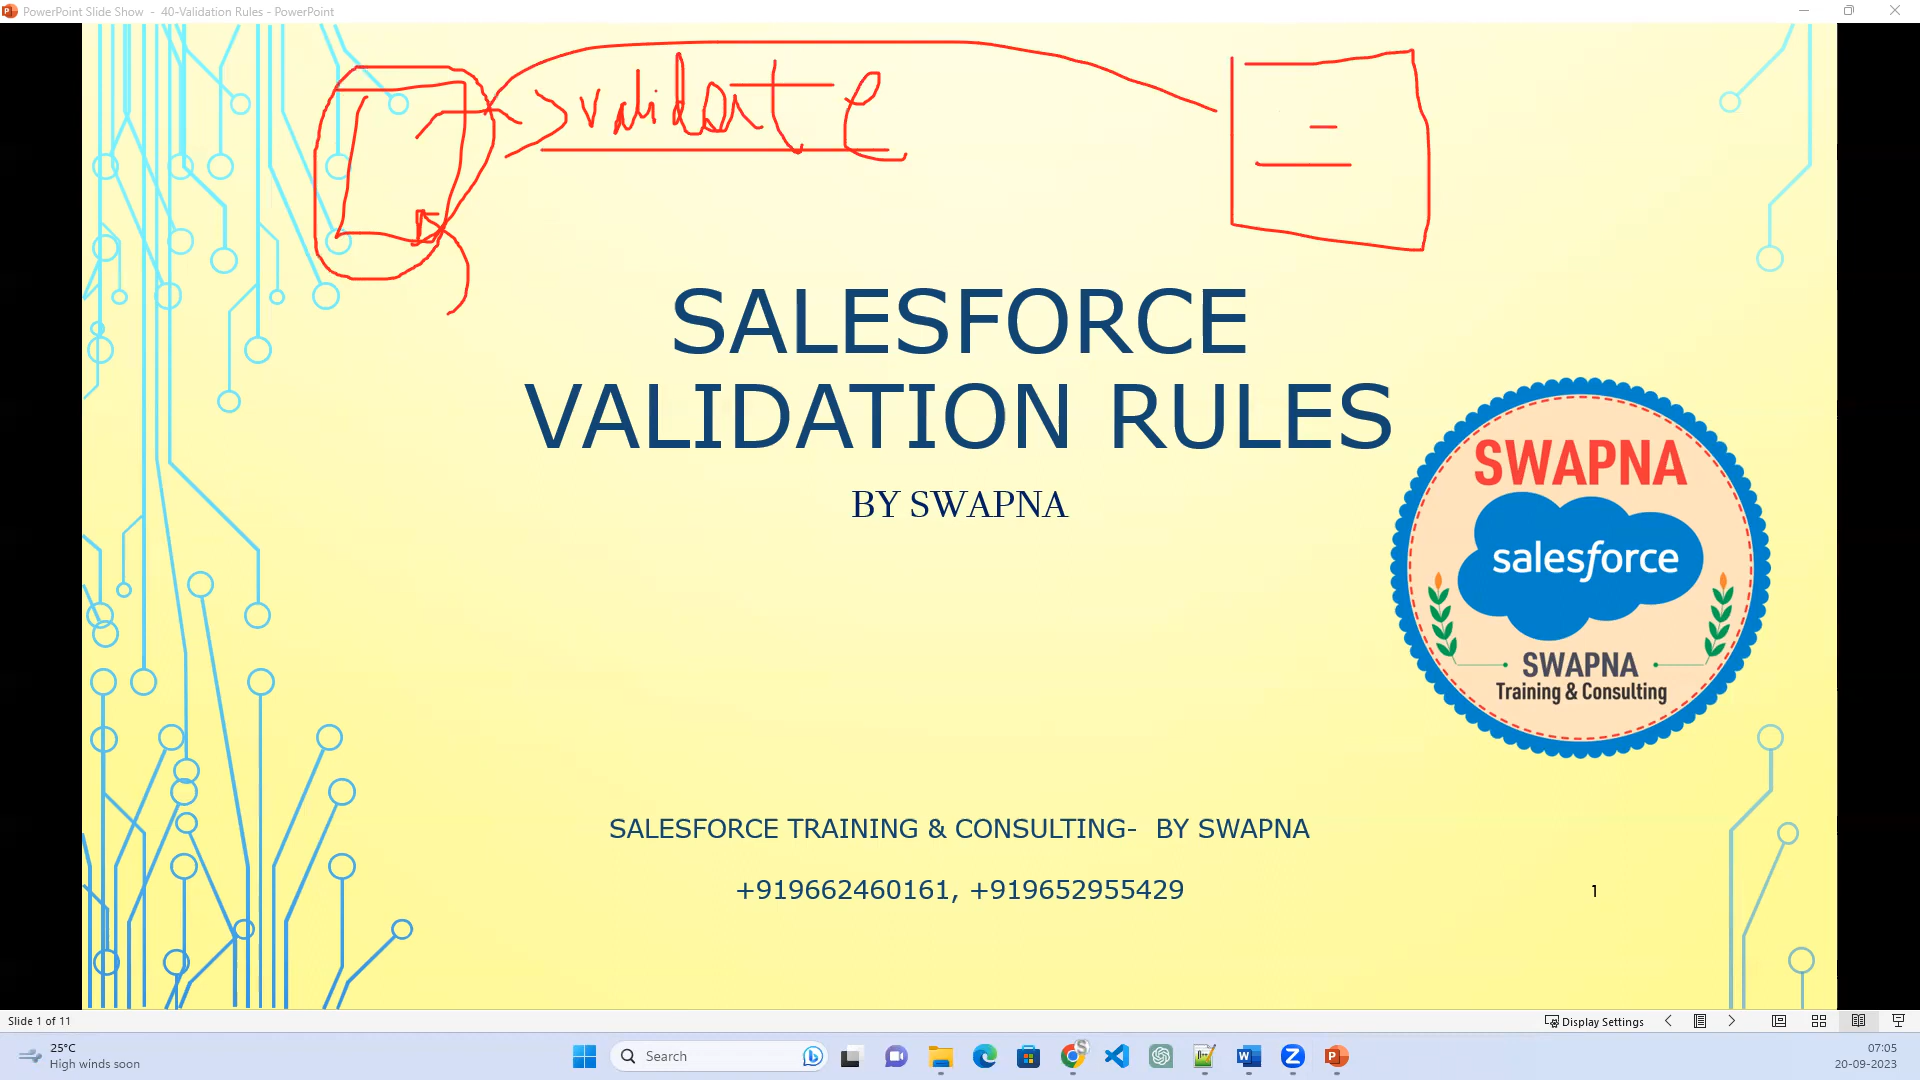 PowerPoint Slide Show - 40-Validation Rules - PowerPoint
validate
SALESFORCE
VALIDATION RULES
BY SWAPNA
SWAPNA
salesforce
SWAPNA
Training & Consulting
SALESFORCE TRAINING & CONSULTING- BY SWAPNA
+919662460161, +919652955429
1
Slide 1 of 11
Display Settings
25°C
High winds soon
Search
07:05
20-09-2023